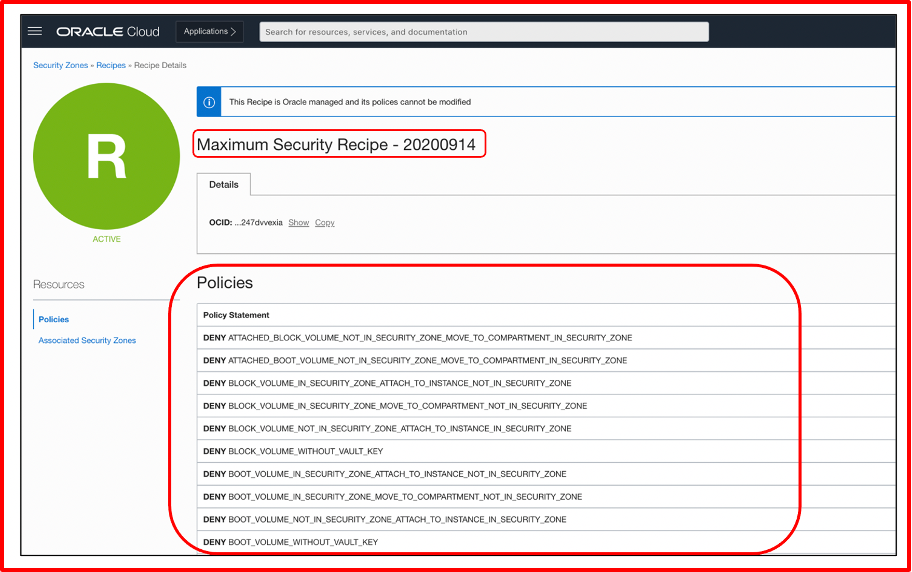 ORACLE Cloud
Applications >
Search for resources, services, and documentation
Security Zones » Recipes » Recipe Details
This Recipe is Oracle managed and its polices cannot be modified
R
ACTIVE
Maximum Security Recipe - 20200914
Details
OCID: ...247dvvexia Show Copy
Resources
Policies
Associated Security Zones
Policies
Policy Statement
DENY ATTACHED_BLOCK_VOLUME_NOT_IN_SECURITY_ZONE_MOVE_TO_COMPARTMENT_IN_SECURITY_ZONE
DENY ATTACHED_BOOT_VOLUME_NOT_IN_SECURITY_ZONE_MOVE_TO_COMPARTMENT_IN_SECURITY_ZONE
DENY BLOCK_VOLUME_IN_SECURITY_ZONE_ATTACH_TO_INSTANCE_NOT_IN_SECURITY_ZONE
DENY BLOCK_VOLUME_IN_SECURITY_ZONE_MOVE_TO_COMPARTMENT_NOT_IN_SECURITY_ZONE
DENY BLOCK_VOLUME_NOT_IN_SECURITY_ZONE_ATTACH_TO_INSTANCE_IN_SECURITY_ZONE
DENY BLOCK_VOLUME_WITHOUT_VAULT_KEY
DENY BOOT_VOLUME_IN_SECURITY_ZONE_ATTACH_TO_INSTANCE_NOT_IN_SECURITY_ZONE
DENY BOOT_VOLUME_IN_SECURITY_ZONE_MOVE_TO_COMPARTMENT_NOT_IN_SECURITY_ZONE
DENY BOOT_VOLUME_NOT_IN_SECURITY_ZONE_ATTACH_TO_INSTANCE_IN_SECURITY_ZONE
DENY BOOT_VOLUME_WITHOUT_VAULT_KEY